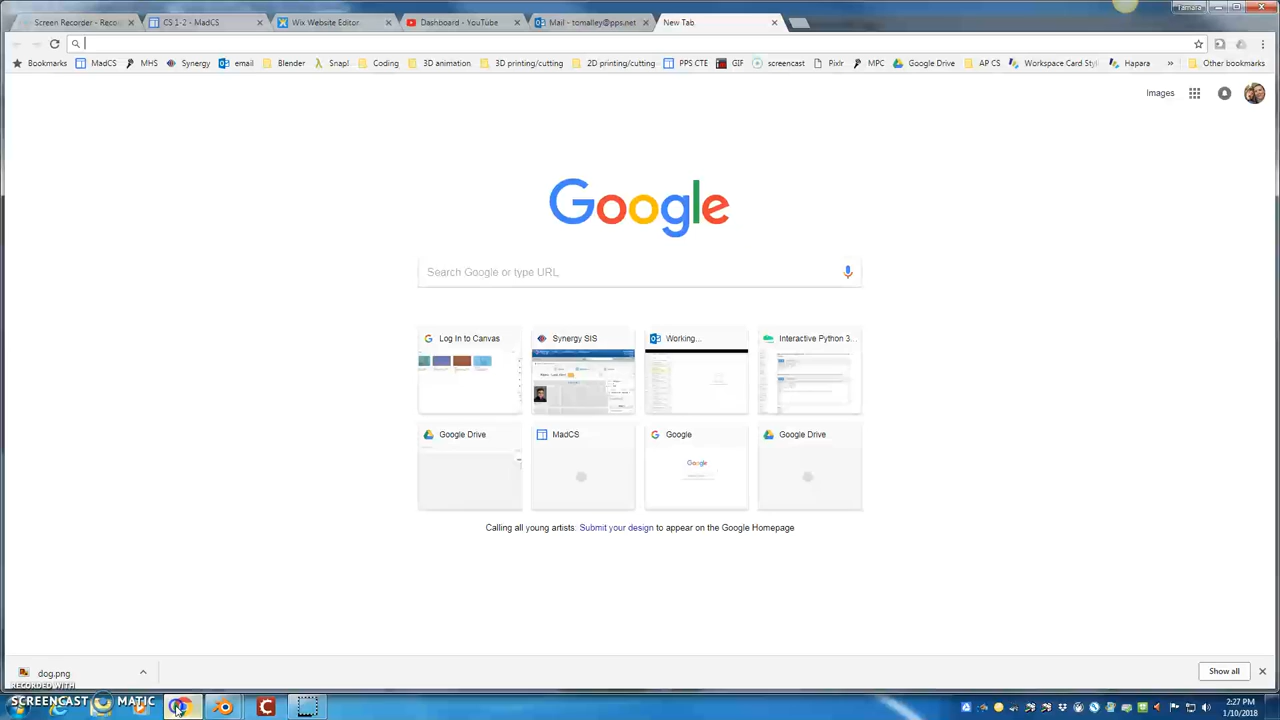 Tamara
Screen Recorder - Reco
CS 1-2 - MadCS
Wix Website Editor
Dashboard - YouTube
Mail - tomalley@pps.net
New Tab
Bookmarks
MadCS
MHS
Synergy
email
Blender
Snap!
Coding
3D animation
3D printing/cutting
2D printing/cutting
PPS CTE
GIF
screencast
Pixlr
MPC
Google Drive
AP CS
Workspace Card Sty
Hapara
»
Other bookmarks
Images
Google
Search Google or type URL
Log In to Canvas
Synergy SIS
Working...
Interactive Python 3...
Google Drive
MadCS
Google
Google Drive
Calling all young artists. Submit your design to appear on the Google Homepage
dog.png
Show all
RECORDED WITH
SCREENCAST MATIC
2:27 PM
1/10/2018